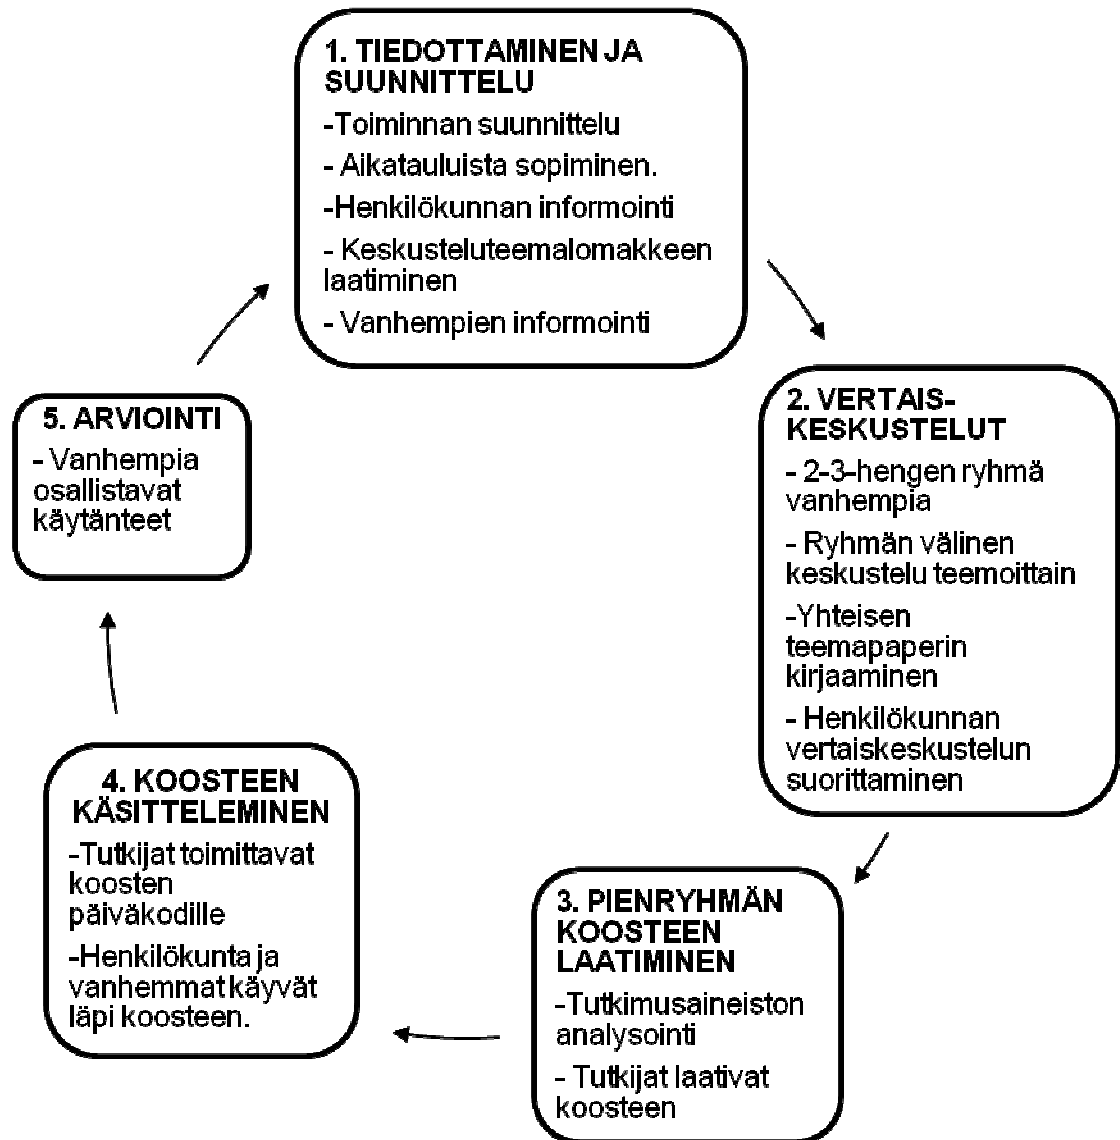 1. TIEDOTTAMINEN JA
SUUNNITTELU
-Toiminnan suunnittelu
- Aikatauluista sopiminen.
-Henkilökunnan informointi
- Keskusteluteemalomakkeen
laatiminen
- Vanhempien informointi
2. VERTAIS-
KESKUSTELUT
- 2-3-hengen ryhmä
vanhempia
- Ryhmän välinen
keskustelu teemoittain
-Yhteisen
teemapaperin
kirjaaminen
- Henkilökunnan
vertaiskeskustelun
suorittaminen
3. PIENRYHMÄN
KOOSTEEN
LAATIMINEN
-Tutkimusaineiston
analysointi
- Tutkijat laativat
koosteen
4. KOOSTEEN
KÄSITTELEMINEN
-Tutkijat toimittavat
koosten
päiväkodille
-Henkilökunta ja
vanhemmat käyvät
läpi koosteen.
5. ARVIOINTI
- Vanhempia
osallistavat
käytänteet